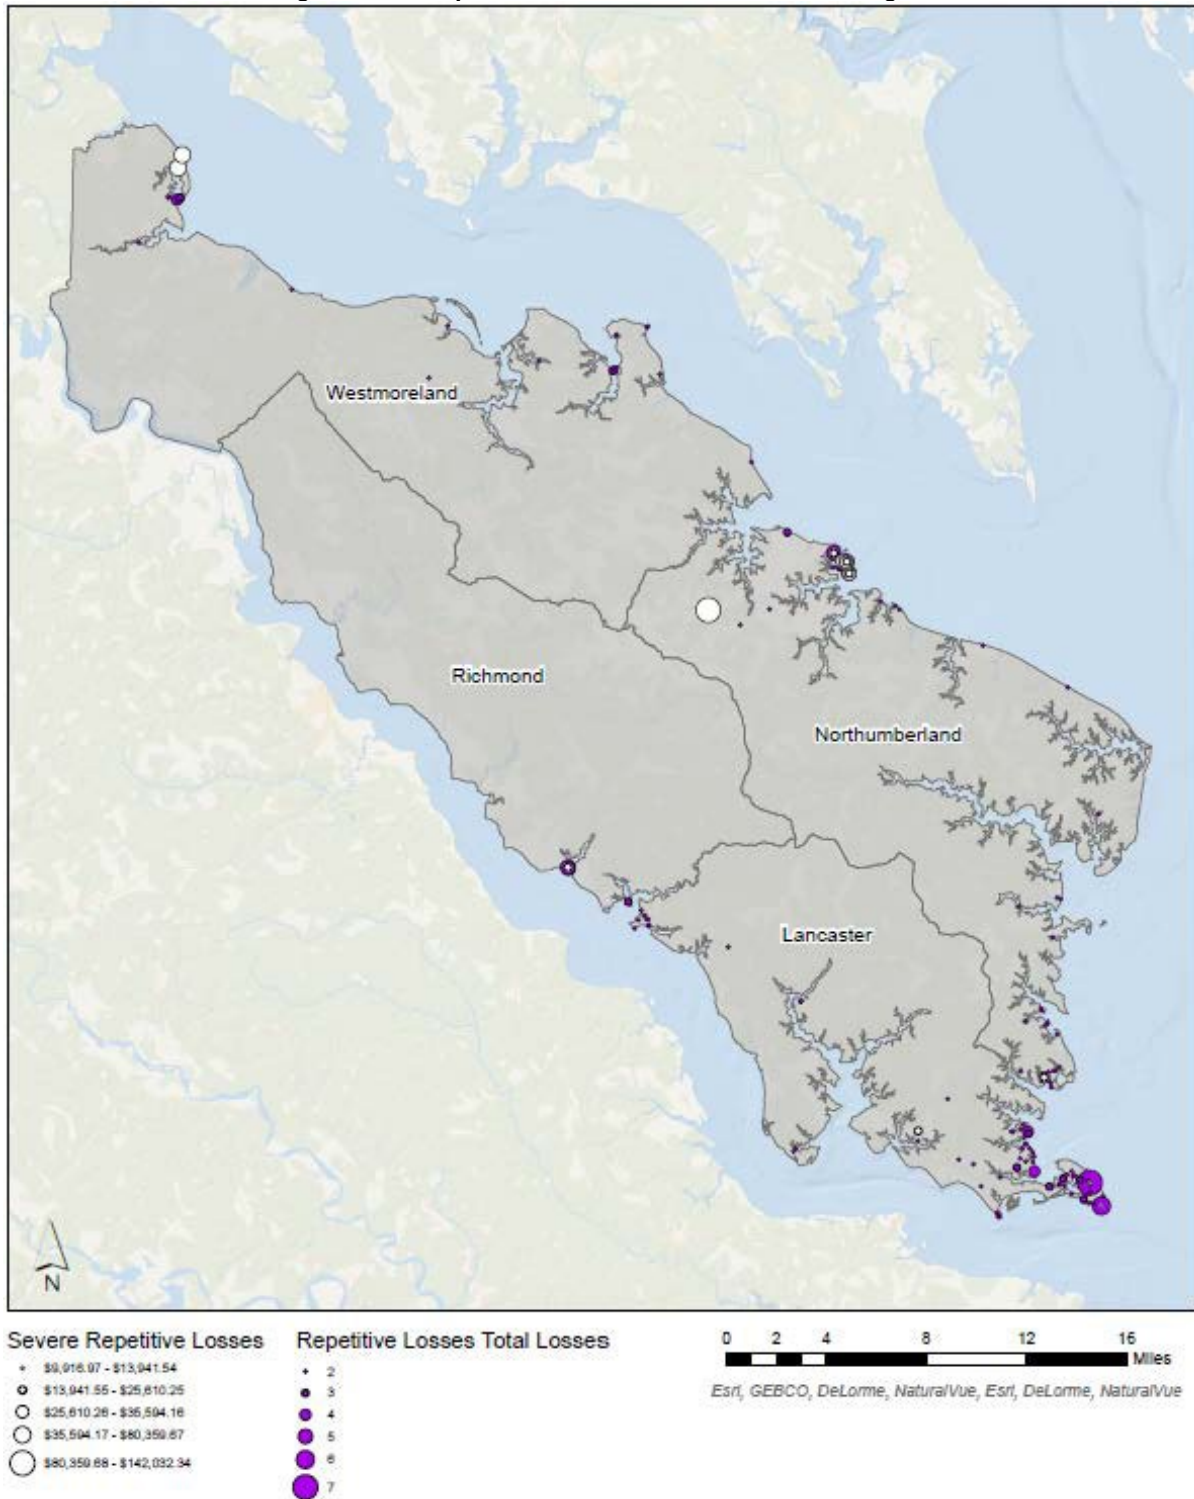 Westmoreland
Richmond
Northumberland
Lancaster
N
Severe Repetitive Losses
$9,916.97 - $13,941.54
$13,941.55 - $25,610.25
$25,610.26 - $35,594.16
$35,594.17 - $80,359.67
$80,359.68 - $142,032.34
Repetitive Losses Total Losses
2
3
4
5
6
7
0 2 4 8 12 16
Miles
Esri, GEBCO, DeLorme, NaturalVue, Esri, DeLorme, NaturalVue